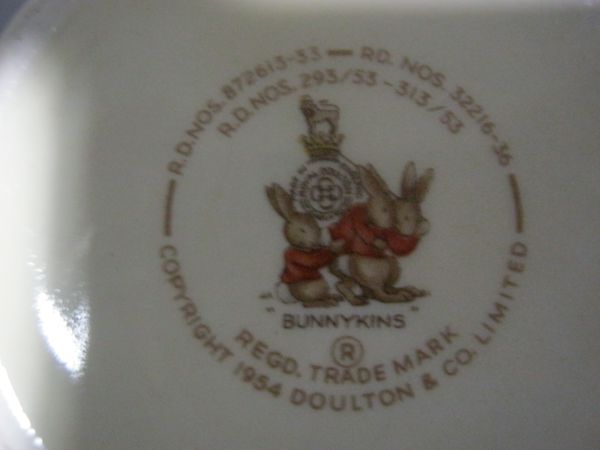 R.D.NOS.872613-33 — RD. NOS. 32216-36
R.D.NOS. 293/53 -313/53
"BUNNYKINS"
REGD. TRADE MARK
®
COPYRIGHT 1954 DOULTON & CO. LIMITED